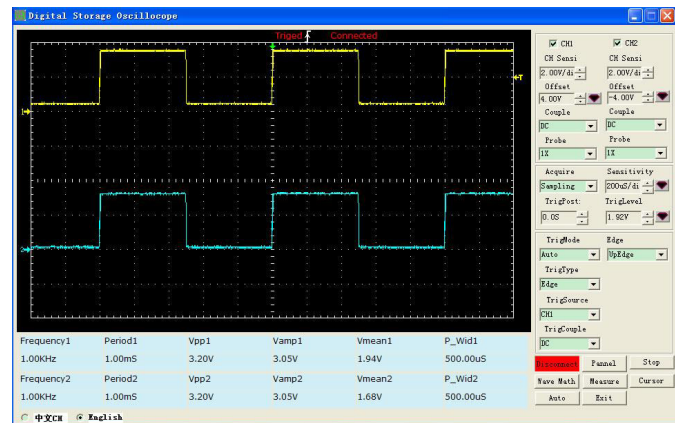 Digital Storage Oscillocope
Triged Connected
CH1 CH2
CH Sensi CH Sensi
2.00V/di 2.00V/di
Offset Offset
4.00V -4.00V
Couple Couple
DC DC
Probe Probe
1X 1X
Acquire Sensitivity
Sampling 200uS/di
TrigPost: TrigLevel
0.0S 1.92V
TrigMode Edge
Auto UpEdge
TrigType
Edge
TrigSource
CH1
TrigCouple
DC
Disconnect Pannel Stop
Wave Math Measure Cursor
Auto Exit
1
T
2
Frequency1 Period1 Vpp1 Vamp1 Vmean1 P_Wid1
1.00KHz 1.00mS 3.20V 3.05V 1.94V 500.00uS
Frequency2 Period2 Vpp2 Vamp2 Vmean2 P_Wid2
1.00KHz 1.00mS 3.20V 3.05V 1.68V 500.00uS
中文CH English